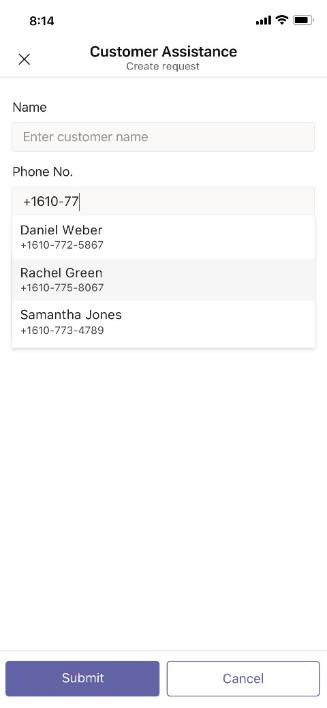 8:14
Customer Assistance
Create request
Name
Enter customer name
Phone No.
+1610-77
Daniel Weber
+1610-772-5867
Rachel Green
+1610-775-8067
Samantha Jones
+1610-773-4789
Submit
Cancel